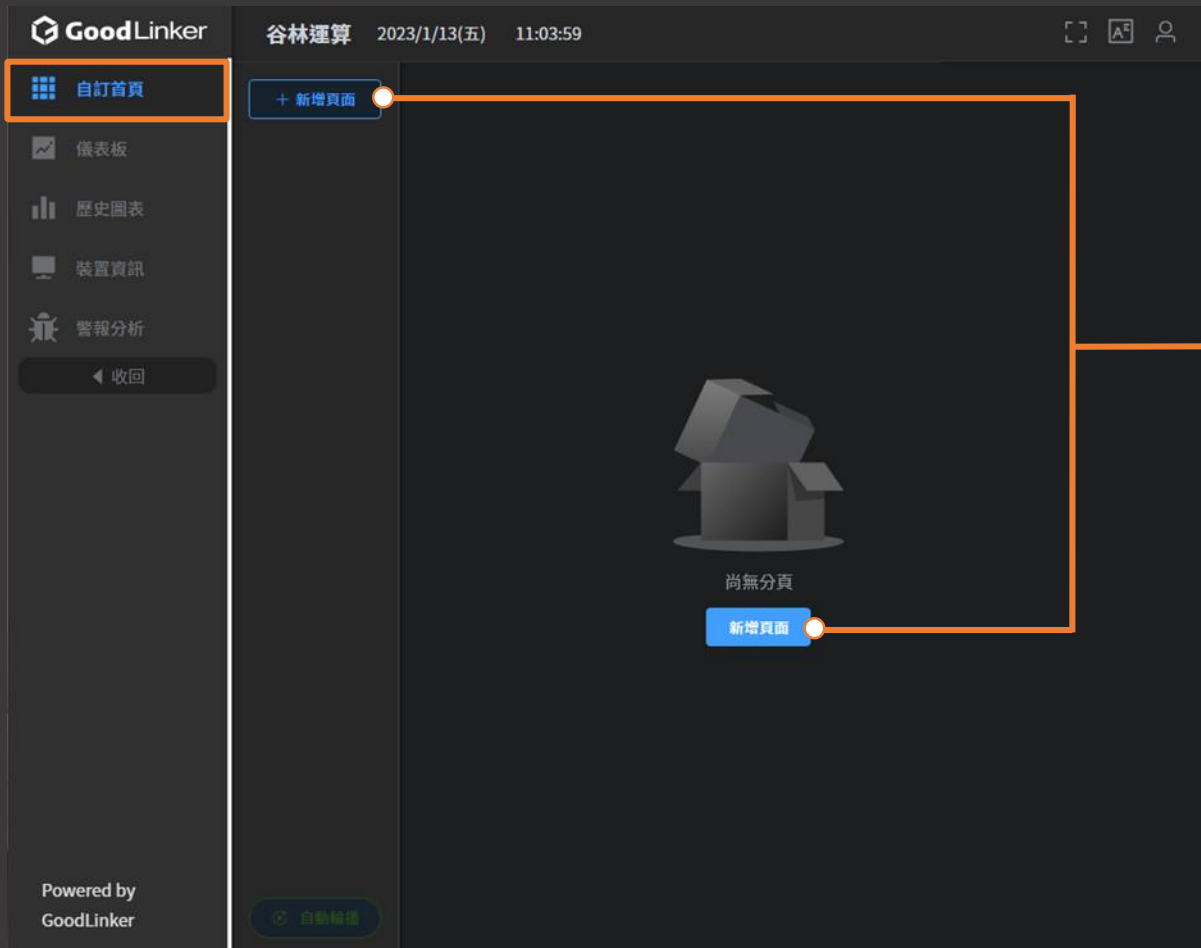 GoodLinker
谷林運算 2023/1/13(五) 11:03:59
自訂首頁
儀表板
歷史圖表
裝置資訊
警報分析
收回
Powered by
GoodLinker
+ 新增頁面
自動輪播
尚無分頁
新增頁面